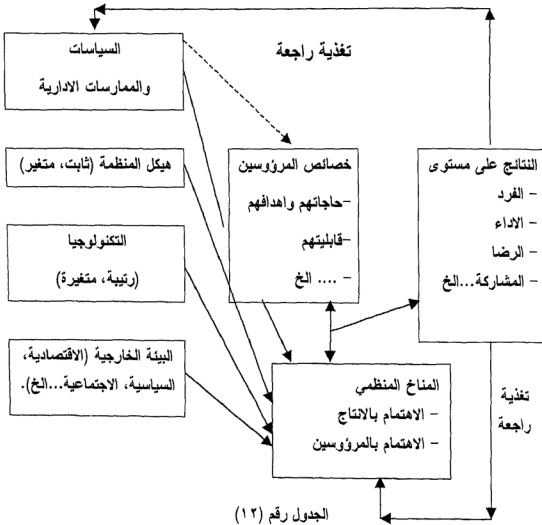 السياسات
والممارسات الادارية
تغذية راجعة
هيكل المنظمة (ثابت، متغير)
التكنولوجيا
(رتيبة، متغيرة)
البيئة الخارجية (الاقتصادية،
السياسية، الاجتماعية...الخ).
خصائص المرؤوسين
-حاجاتهم واهدافهم
-قابليتهم
- .... الخ
النتائج على مستوى
- الفرد
- الاداء
- الرضا
- المشاركة...الخ
المناخ المنظمي
- الاهتمام بالانتاج
- الاهتمام بالمرؤوسين
تغذية
راجعة
الجدول رقم (١٢)